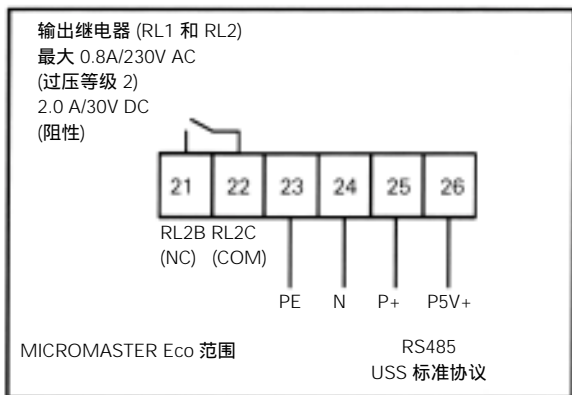 输出继电器 (RL1 和 RL2)
最大 0.8A/230V AC
(过压等级 2)
2.0 A/30V DC
(阻性)
21 22 23 24 25 26
RL2B RL2C
(NC) (COM)
PE N P+ P5V+
MICROMASTER Eco 范围
RS485
USS 标准协议